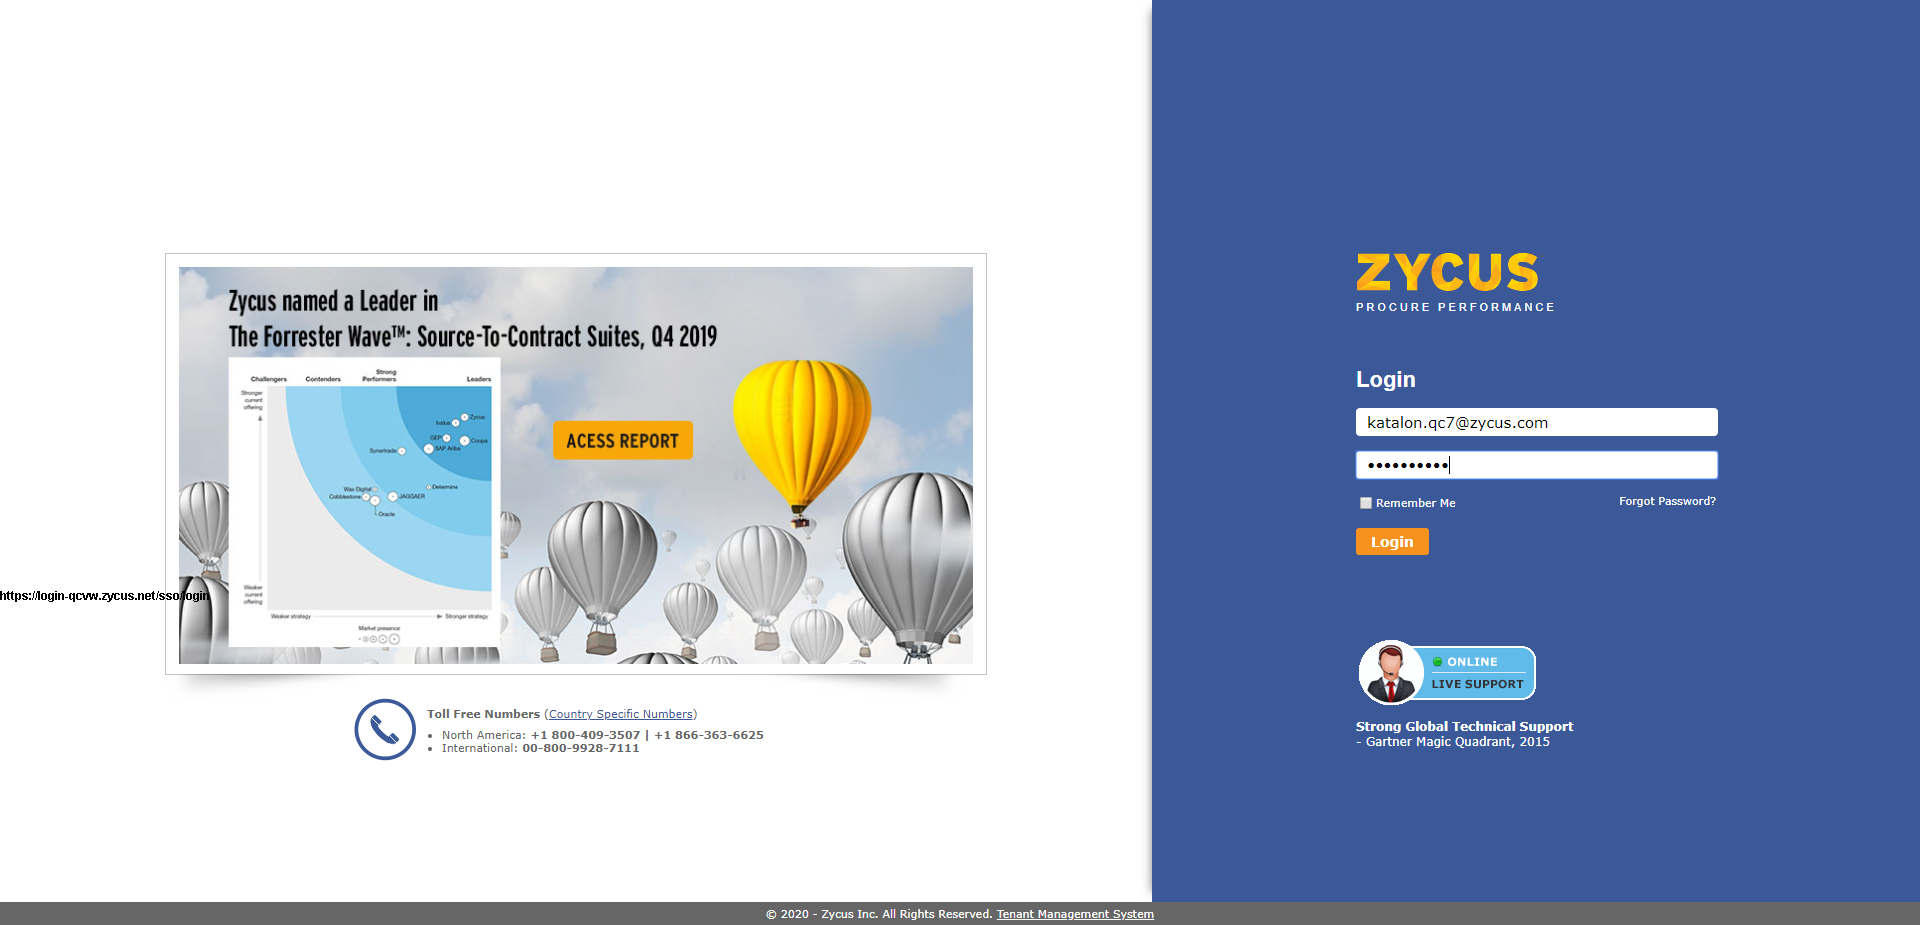 Zycus named a Leader in
The Forrester Wave™: Source-To-Contract Suites, Q4 2019
Challengers
Contenders
Strong
Performers
Leaders
Stronger
current
offering
Zycus
Ivalua
GEP
Coupa
SAP Ariba
Synertrade
Determine
Wax Digital
Cobblestone
JAGGAER
Oracle
Weaker
current
offering
Weaker strategy
Stronger strategy
Market presence
ACESS REPORT
https://login-qcvw.zycus.net/sso/login
Toll Free Numbers (Country Specific Numbers)
North America: +1 800-409-3507 | +1 866-363-6625
International: 00-800-9928-7111
ZYCUS
PROCURE PERFORMANCE
Login
katalon.qc7@zycus.com
Remember Me
Forgot Password?
Login
ONLINE
LIVE SUPPORT
Strong Global Technical Support
- Gartner Magic Quadrant, 2015
© 2020 - Zycus Inc. All Rights Reserved. Tenant Management System